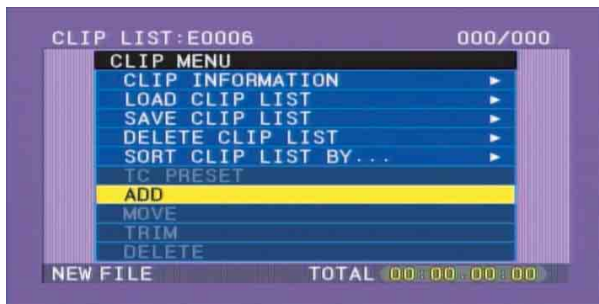 CLIP LIST:E0006 000/000
CLIP MENU
CLIP INFORMATION ►
LOAD CLIP LIST ►
SAVE CLIP LIST ►
DELETE CLIP LIST ►
SORT CLIP LIST BY... ►
TC PRESET
ADD
MOVE
TRIM
DELETE
NEW FILE TOTAL 00:00:00:00